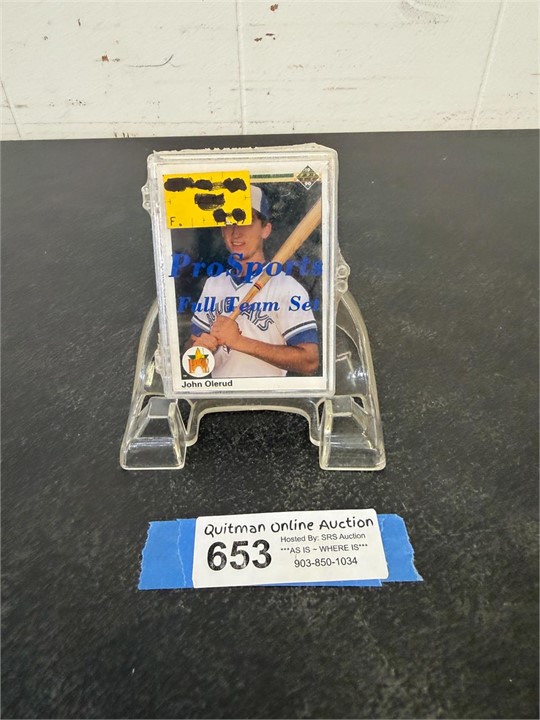 F.
ProSports
Full Team Set
John Olerud
Quitman Online Auction
653
Hosted By: SRS Auction
***AS IS ~ WHERE IS***
903-850-1034